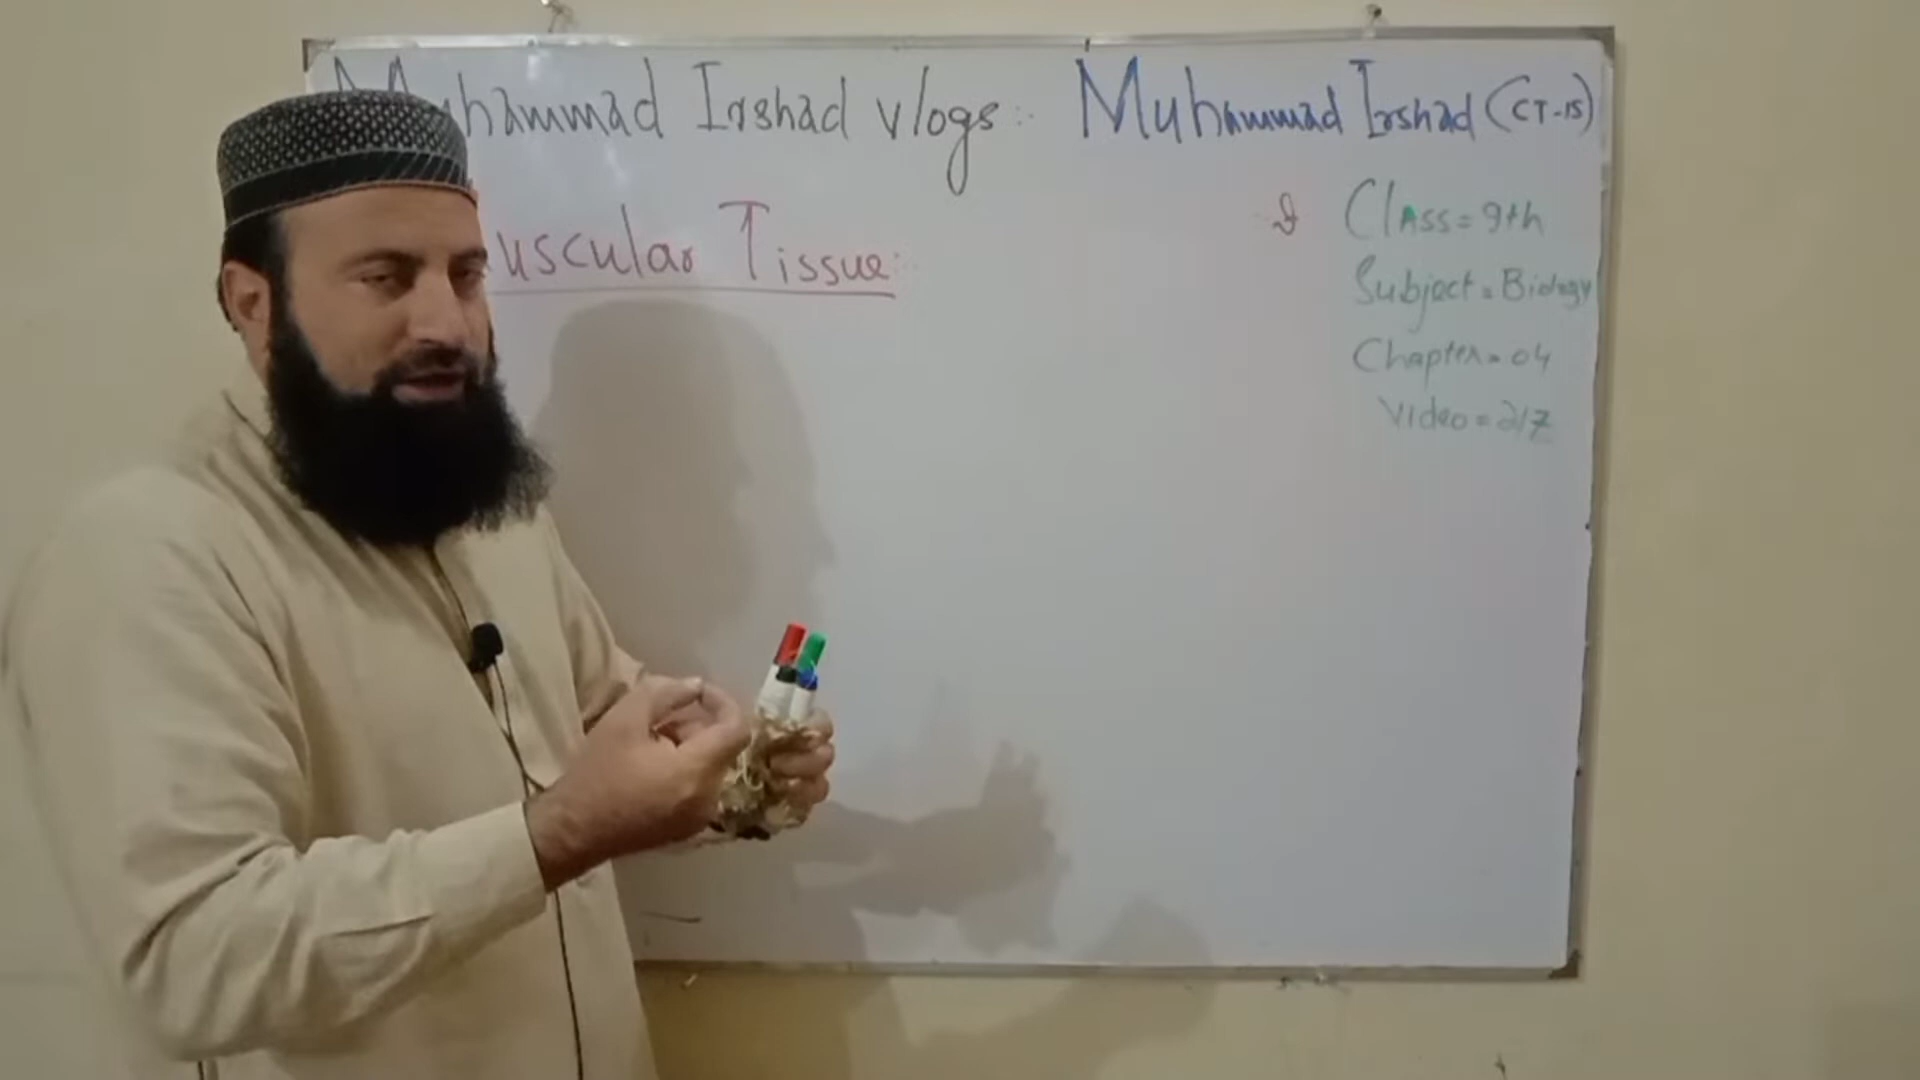 Muhammad Irshad vlogs:
Muhammad Irshad (CT-15)
uscular Tissue:
Class = 9th
Subject = Biology
Chapter = 04
Video = 217